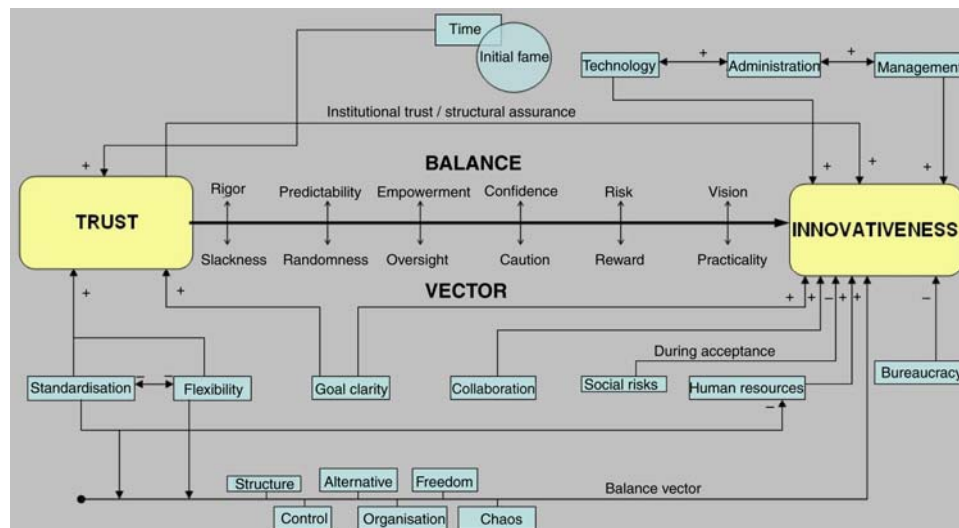 Time
Initial fame
Technology
+
Administration
+
Management
Institutional trust / structural assurance
+
+
+
+
BALANCE
Rigor
Predictability
Empowerment
Confidence
Risk
Vision
TRUST
INNOVATIVENESS
Slackness
Randomness
Oversight
Caution
Reward
Practicality
VECTOR
+
+
+
+
–
+
+
–
During acceptance
Standardisation
–
–
Flexibility
Goal clarity
Collaboration
Social risks
Human resources
Bureaucracy
–
Structure
Alternative
Freedom
Balance vector
Control
Organisation
Chaos